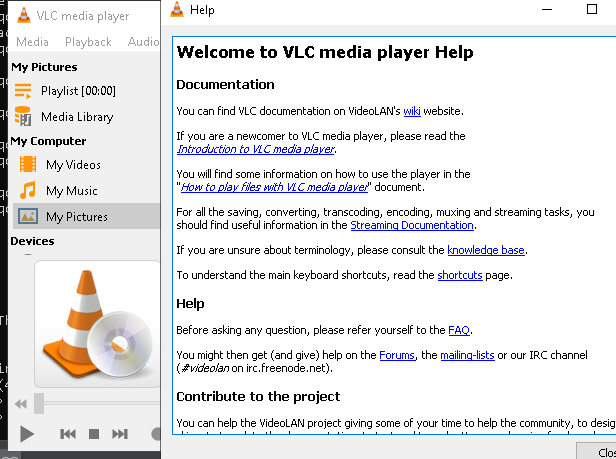 VLC media player
Media Playback Audio
My Pictures
Playlist [00:00]
Media Library
My Computer
My Videos
My Music
My Pictures
Devices
Help
Welcome to VLC media player Help
Documentation
You can find VLC documentation on VideoLAN's wiki website.
If you are a newcomer to VLC media player, please read the
Introduction to VLC media player.
You will find some information on how to use the player in the
"How to play files with VLC media player" document.
For all the saving, converting, transcoding, encoding, muxing and streaming tasks, you
should find useful information in the Streaming Documentation.
If you are unsure about terminology, please consult the knowledge base.
To understand the main keyboard shortcuts, read the shortcuts page.
Help
Before asking any question, please refer yourself to the FAQ.
You might then get (and give) help on the Forums, the mailing-lists or our IRC channel
(#videolan on irc.freenode.net).
Contribute to the project
You can help the VideoLAN project giving some of your time to help the community, to desig
Clos